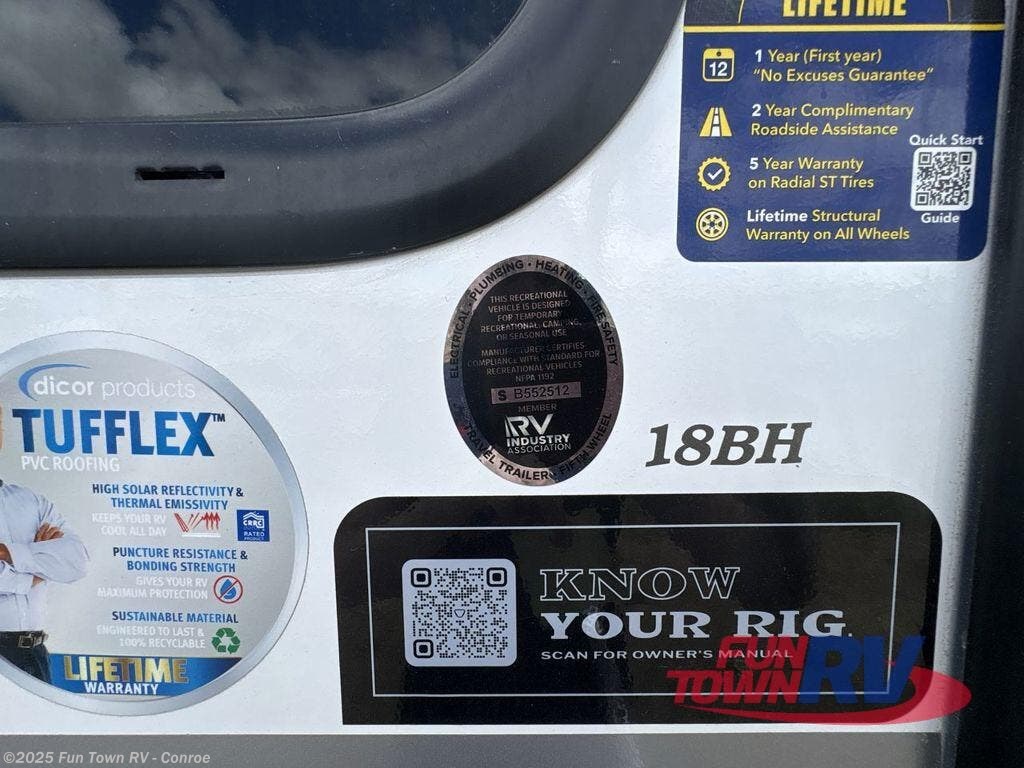 LIFETIME
12
1 Year (First year)
"No Excuses Guarantee"
2 Year Complimentary
Roadside Assistance
5 Year Warranty
on Radial ST Tires
Lifetime Structural
Warranty on All Wheels
Quick Start
Guide
ELECTRICAL • PLUMBING • HEATING • FIRE SAFETY
THIS RECREATIONAL
VEHICLE IS DESIGNED
FOR TEMPORARY
RECREATIONAL, CAMPING,
OR SEASONAL USE
MANUFACTURER CERTIFIES
COMPLIANCE WITH STANDARD FOR
RECREATIONAL VEHICLES
NFPA 1192
S B552512
MEMBER
RV
INDUSTRY
ASSOCIATION
TRAVEL TRAILER • FIFTH WHEEL
18BH
dicor products
TUFFLEX™
PVC ROOFING
HIGH SOLAR REFLECTIVITY &
THERMAL EMISSIVITY
KEEPS YOUR RV
COOL ALL DAY
CRRC
RATED
PRODUCT
PUNCTURE RESISTANCE &
BONDING STRENGTH
GIVES YOUR RV
MAXIMUM PROTECTION
SUSTAINABLE MATERIAL
ENGINEERED TO LAST &
100% RECYCLABLE
LIFETIME
WARRANTY
KNOW
YOUR RIG.
SCAN FOR OWNER'S MANUAL
FUN
TOWN RV
©2025 Fun Town RV - Conroe